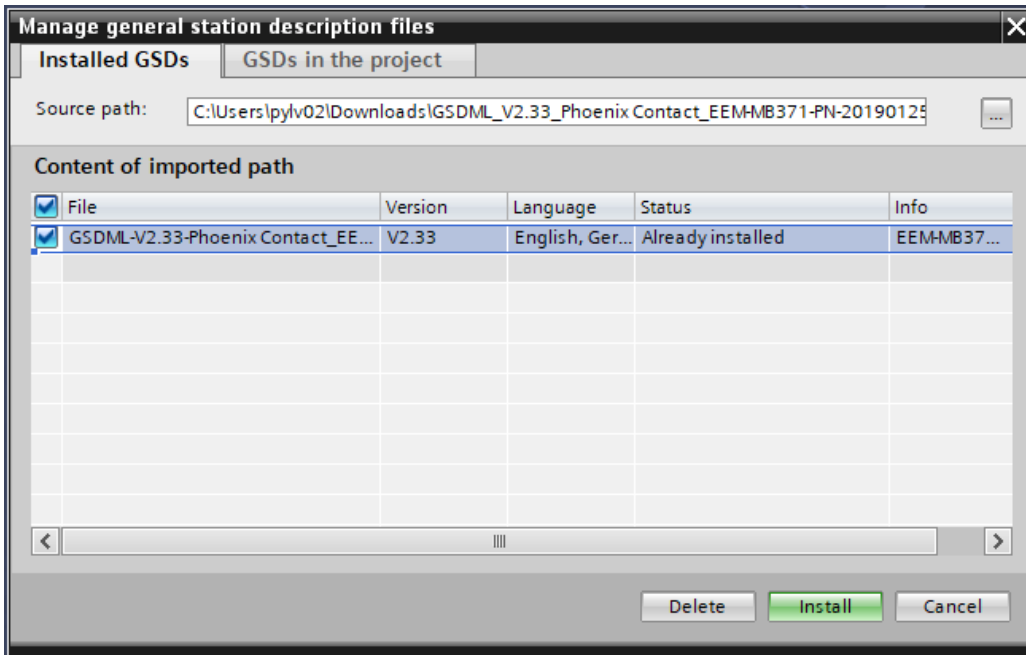 Manage general station description files
Installed GSDs GSDs in the project
Source path: C:\Users\pylv02\Downloads\GSDML_V2.33_Phoenix Contact_EEM-MB371-PN-20190125 ...
Content of imported path
File Version Language Status Info
GSDML-V2.33-Phoenix Contact_EE... V2.33 English, Ger... Already installed EEM-MB37...
Delete Install Cancel